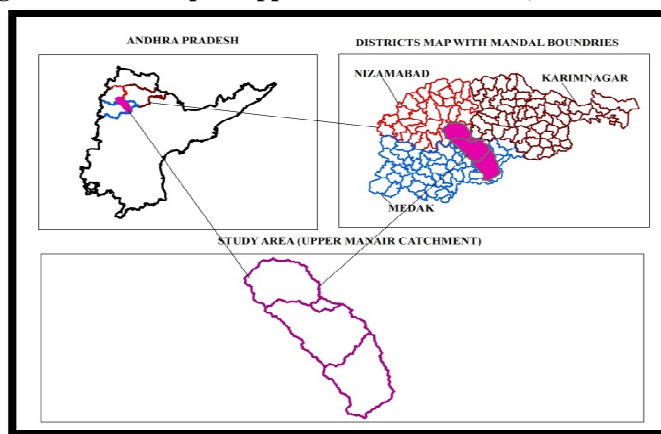 ANDHRA PRADESH
DISTRICTS MAP WITH MANDAL BOUNDRIES
NIZAMABAD
KARIMNAGAR
MEDAK
STUDY AREA (UPPER MANAIR CATCHMENT)